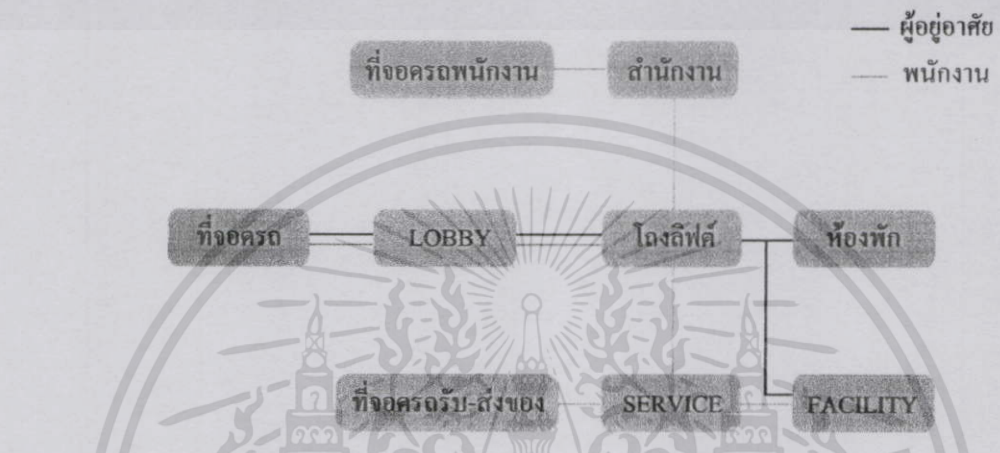 ผู้อยู่อาศัย
พนักงาน
ที่จอดรถพนักงาน สำนักงาน
ที่จอดรถ LOBBY โถงลิฟต์ ห้องพัก
ที่จอดรถรับ-ส่งของ SERVICE FACILITY